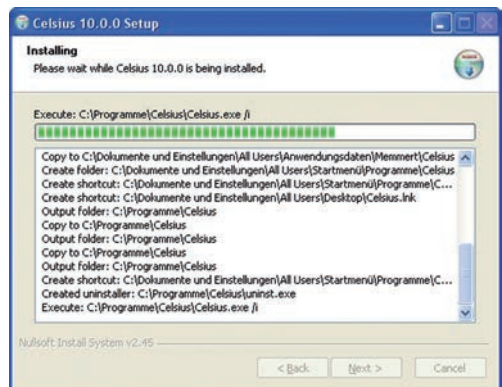 Celsius 10.0.0 Setup
Installing
Please wait while Celsius 10.0.0 is being installed.
Execute: C:\Programme\Celsius\Celsius.exe /i
Copy to C:\Dokumente und Einstellungen\All Users\Anwendungsdaten\Memmert\Celsius
Create folder: C:\Dokumente und Einstellungen\All Users\Startmenü\Programme\Celsius
Create shortcut: C:\Dokumente und Einstellungen\All Users\Startmenü\Programme\C...
Create shortcut: C:\Dokumente und Einstellungen\All Users\Desktop\Celsius.lnk
Output folder: C:\Programme\Celsius
Copy to C:\Programme\Celsius
Output folder: C:\Programme\Celsius
Copy to C:\Programme\Celsius
Output folder: C:\Programme\Celsius
Create shortcut: C:\Dokumente und Einstellungen\All Users\Startmenü\Programme\C...
Created uninstaller: C:\Programme\Celsius\uninst.exe
Execute: C:\Programme\Celsius\Celsius.exe /i
Nullsoft Install System v2.45
< Back Next > Cancel